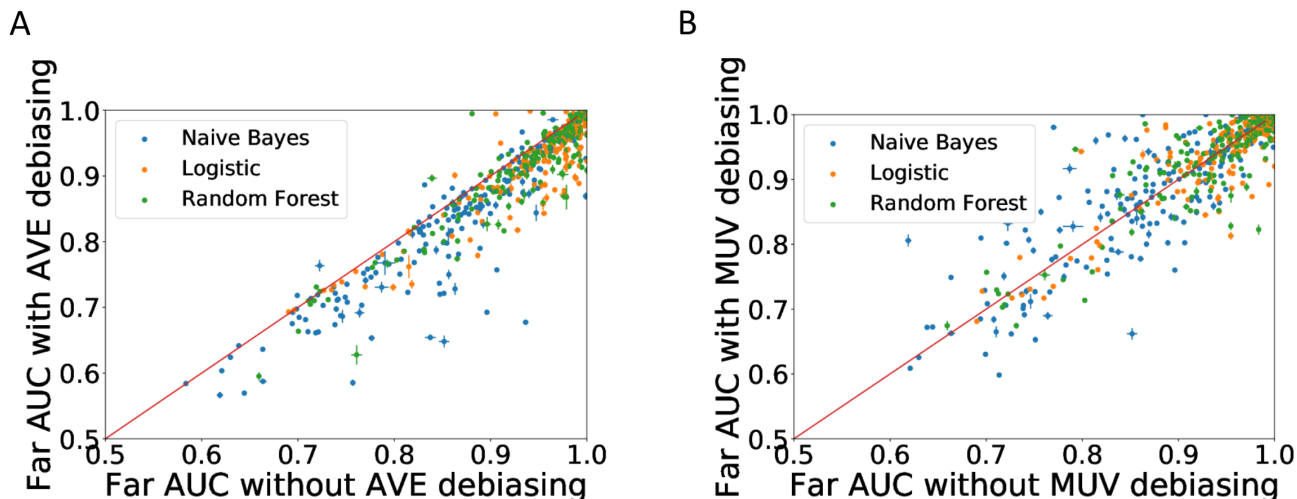 A
Far AUC with AVE debiasing
1.0
0.9
0.8
0.7
0.6
0.5
Naive Bayes
Logistic
Random Forest
0.5 0.6 0.7 0.8 0.9 1.0
Far AUC without AVE debiasing
B
Far AUC with MUV debiasing
1.0
0.9
0.8
0.7
0.6
0.5
Naive Bayes
Logistic
Random Forest
0.5 0.6 0.7 0.8 0.9 1.0
Far AUC without MUV debiasing